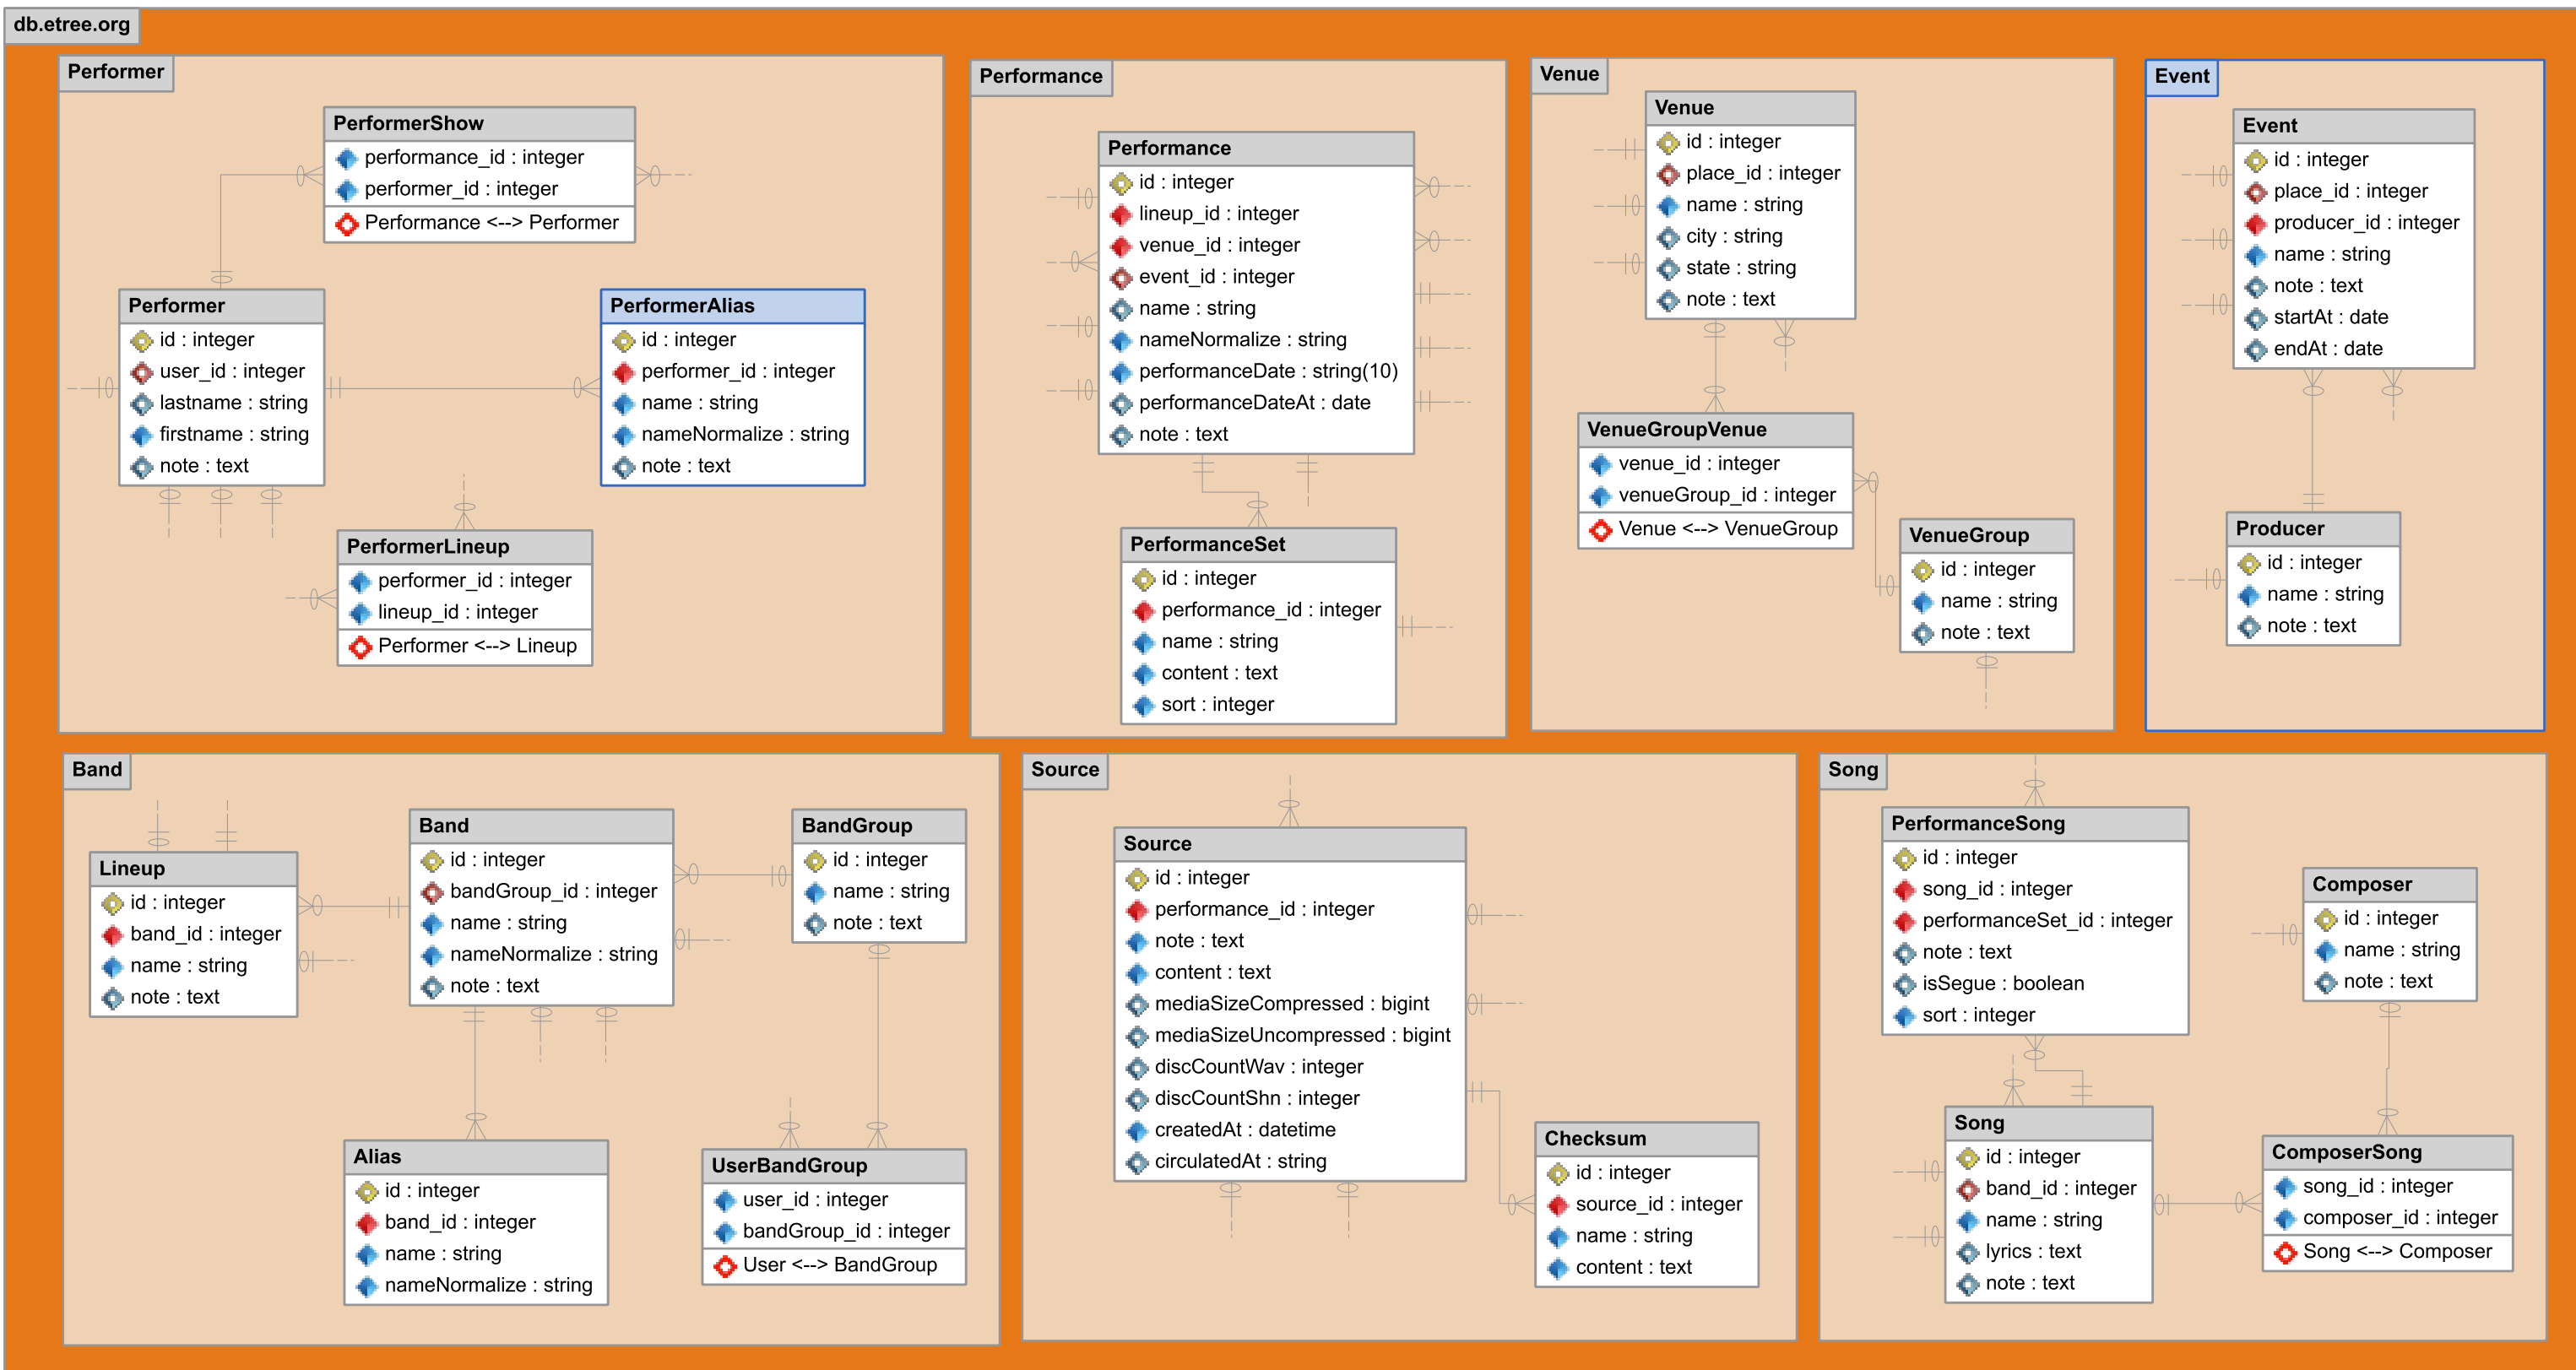 db.etree.org
Performer
PerformerShow
performance_id : integer
performer_id : integer
Performance <--> Performer
Performer
id : integer
user_id : integer
lastname : string
firstname : string
note : text
PerformerAlias
id : integer
performer_id : integer
name : string
nameNormalize : string
note : text
PerformerLineup
performer_id : integer
lineup_id : integer
Performer <--> Lineup
Performance
Performance
id : integer
lineup_id : integer
venue_id : integer
event_id : integer
name : string
nameNormalize : string
performanceDate : string(10)
performanceDateAt : date
note : text
PerformanceSet
id : integer
performance_id : integer
name : string
content : text
sort : integer
Venue
Venue
id : integer
place_id : integer
name : string
city : string
state : string
note : text
VenueGroupVenue
venue_id : integer
venueGroup_id : integer
Venue <--> VenueGroup
VenueGroup
id : integer
name : string
note : text
Event
Event
id : integer
place_id : integer
producer_id : integer
name : string
note : text
startAt : date
endAt : date
Producer
id : integer
name : string
note : text
Band
Lineup
id : integer
band_id : integer
name : string
note : text
Band
id : integer
bandGroup_id : integer
name : string
nameNormalize : string
note : text
BandGroup
id : integer
name : string
note : text
Alias
id : integer
band_id : integer
name : string
nameNormalize : string
UserBandGroup
user_id : integer
bandGroup_id : integer
User <--> BandGroup
Source
Source
id : integer
performance_id : integer
note : text
content : text
mediaSizeCompressed : bigint
mediaSizeUncompressed : bigint
discCountWav : integer
discCountShn : integer
createdAt : datetime
circulatedAt : string
Checksum
id : integer
source_id : integer
name : string
content : text
Song
PerformanceSong
id : integer
song_id : integer
performanceSet_id : integer
note : text
isSegue : boolean
sort : integer
Composer
id : integer
name : string
note : text
Song
id : integer
band_id : integer
name : string
lyrics : text
note : text
ComposerSong
song_id : integer
composer_id : integer
Song <--> Composer